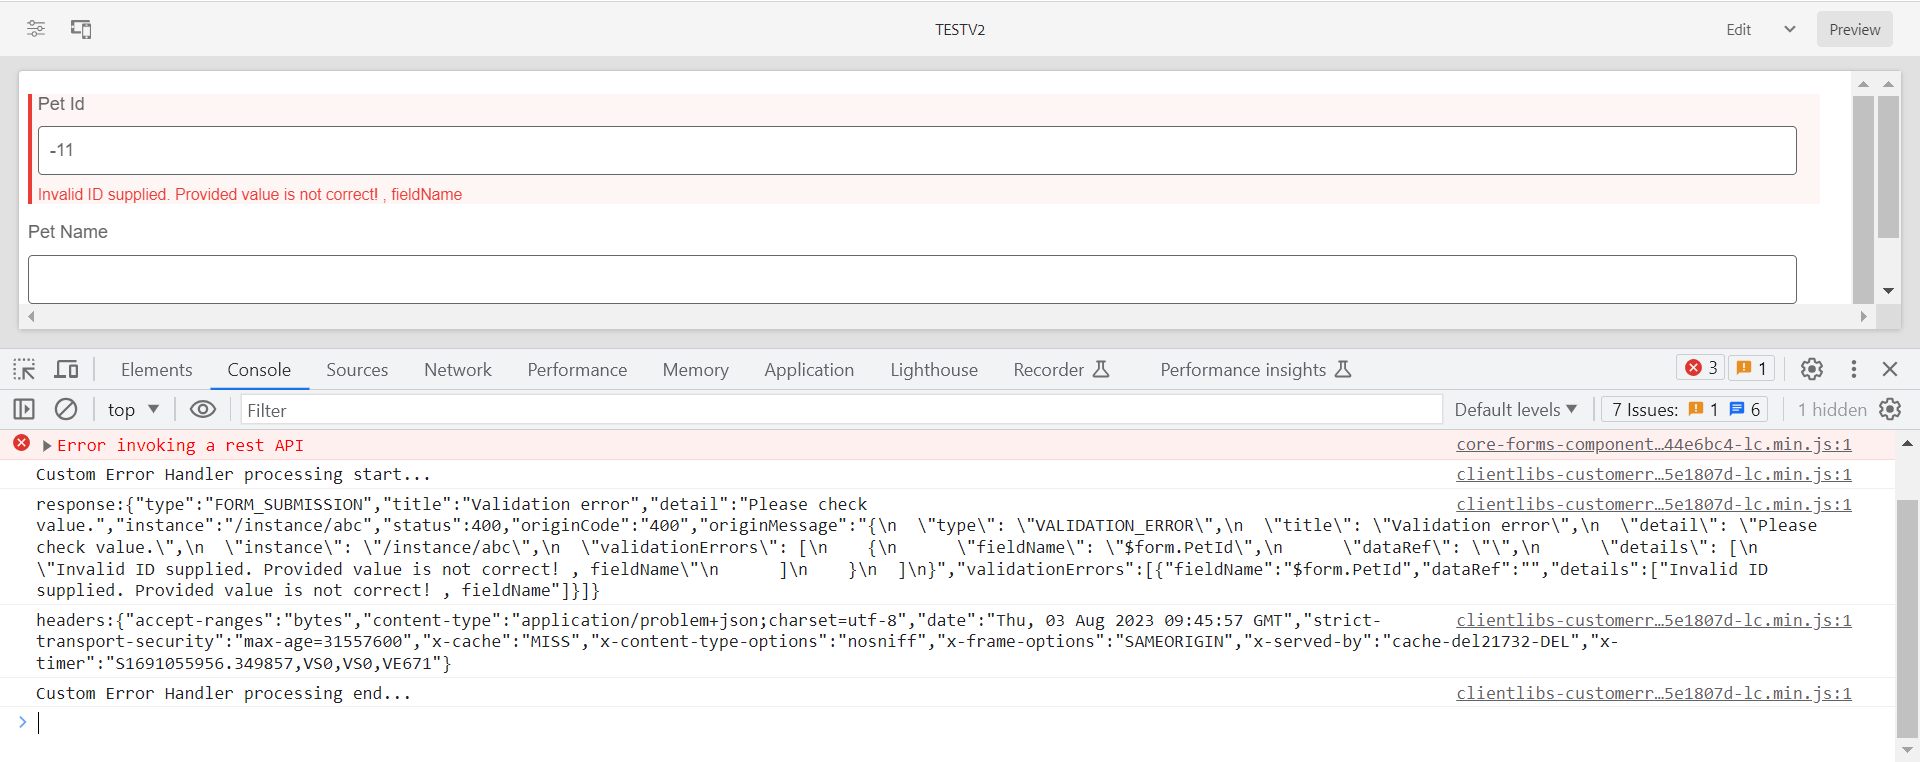 TESTV2
Edit
Preview
Pet Id
-11
Invalid ID supplied. Provided value is not correct! , fieldName
Pet Name
Elements Console Sources Network Performance Memory Application Lighthouse Recorder Performance insights 3 1
top Filter Default levels 7 Issues: 1 6 1 hidden
Error invoking a rest API core-forms-component…44e6bc4-lc.min.js:1
Custom Error Handler processing start... clientlibs-customerr…5e1807d-lc.min.js:1
response:{"type":"FORM_SUBMISSION","title":"Validation error","detail":"Please check clientlibs-customerr…5e1807d-lc.min.js:1
value.","instance":"/instance/abc","status":400,"originCode":"400","originMessage":"{\n  \"type\": \"VALIDATION_ERROR\",\n  \"title\": \"Validation error\",\n  \"detail\": \"Please
check value.\",\n  \"instance\": \"/instance/abc\",\n  \"validationErrors\": [\n    {\n      \"fieldName\": \"$form.PetId\",\n      \"dataRef\": \"\",\n      \"details\": [\n
\"Invalid ID supplied. Provided value is not correct! , fieldName\"\n      ]\n    }\n  ]\n}","validationErrors":[{"fieldName":"$form.PetId","dataRef":"","details":["Invalid ID
supplied. Provided value is not correct! , fieldName"]}]}
headers:{"accept-ranges":"bytes","content-type":"application/problem+json;charset=utf-8","date":"Thu, 03 Aug 2023 09:45:57 GMT","strict- clientlibs-customerr…5e1807d-lc.min.js:1
transport-security":"max-age=31557600","x-cache":"MISS","x-content-type-options":"nosniff","x-frame-options":"SAMEORIGIN","x-served-by":"cache-del21732-DEL","x-
timer":"S1691055956.349857,VS0,VS0,VE671"}
Custom Error Handler processing end... clientlibs-customerr…5e1807d-lc.min.js:1